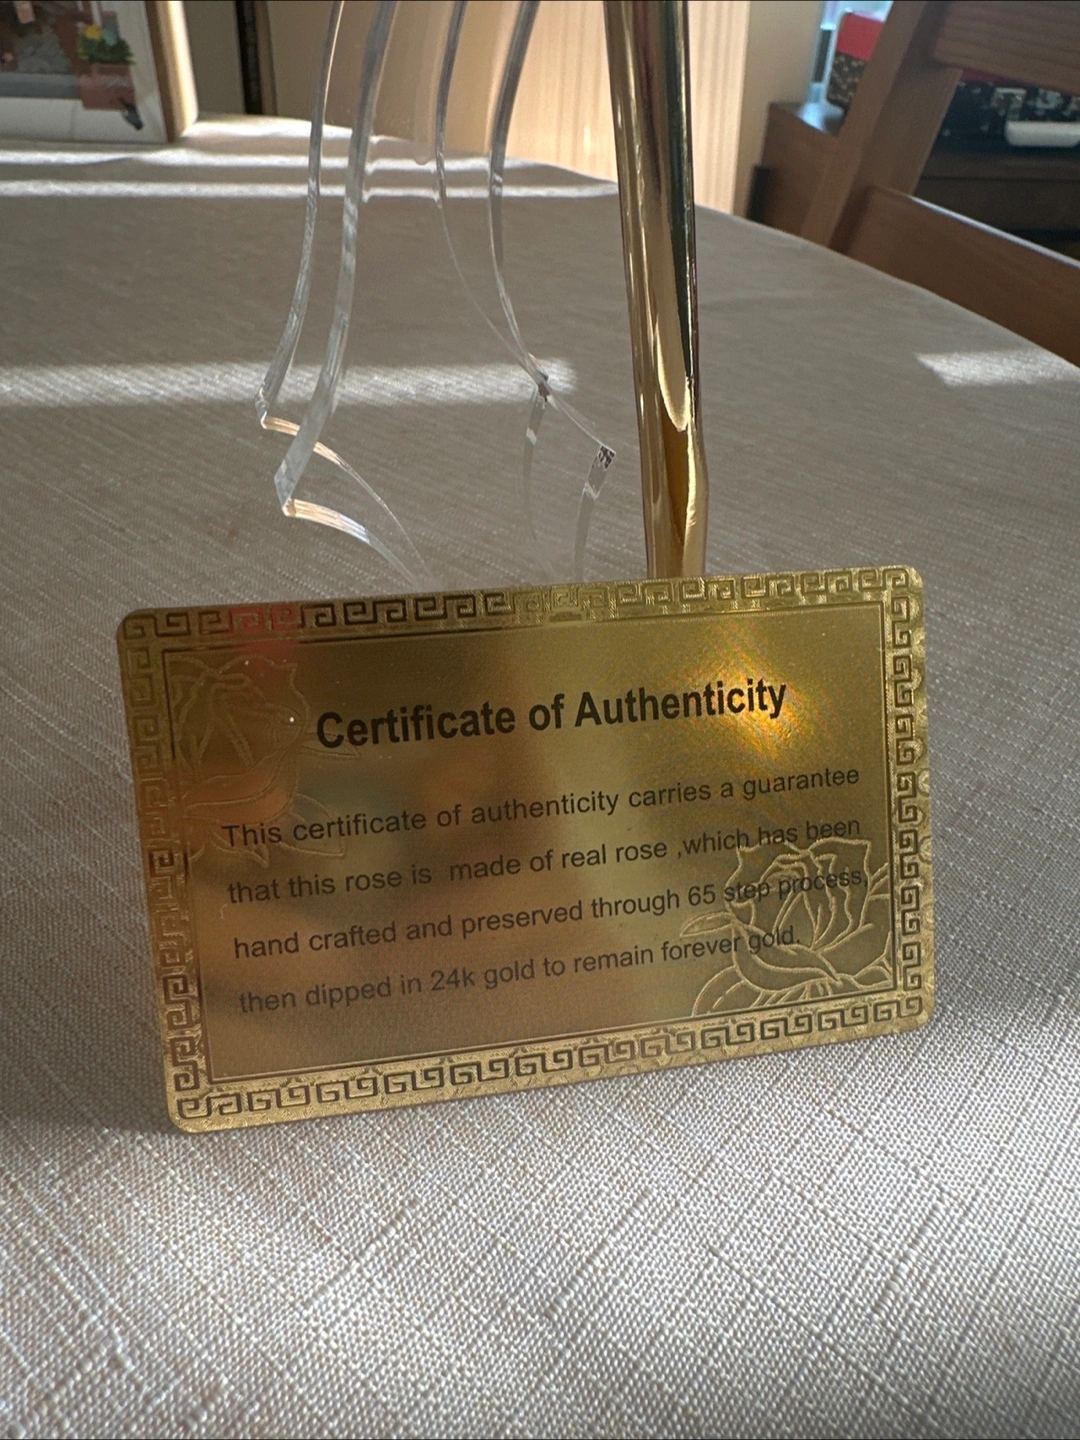 Certificate of Authenticity
This certificate of authenticity carries a guarantee
that this rose is  made of real rose ,which has been
hand crafted and preserved through 65 step process,
then dipped in 24k gold to remain forever gold.